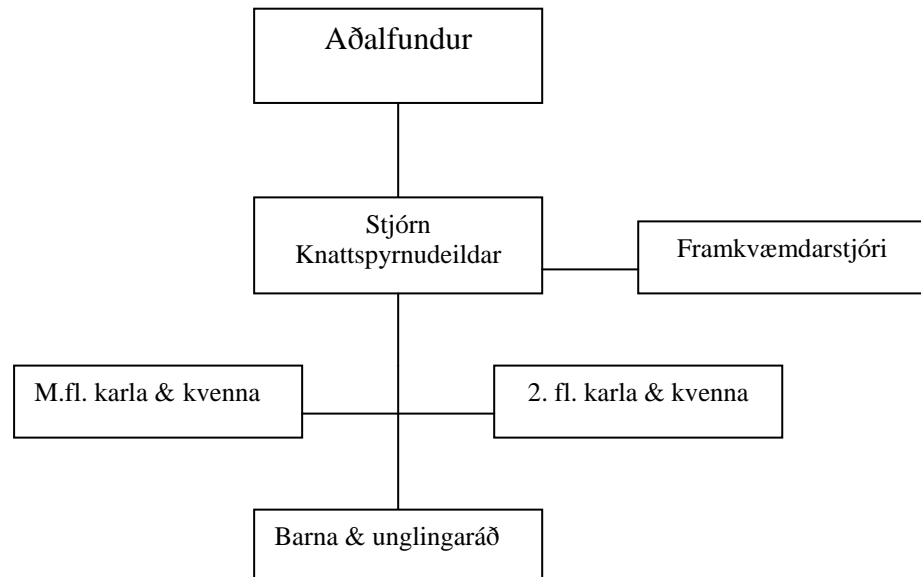 Aðalfundur
Stjórn
Knattspyrnudeildar
Framkvæmdarstjóri
M.fl. karla & kvenna
2. fl. karla & kvenna
Barna & unglingaráð